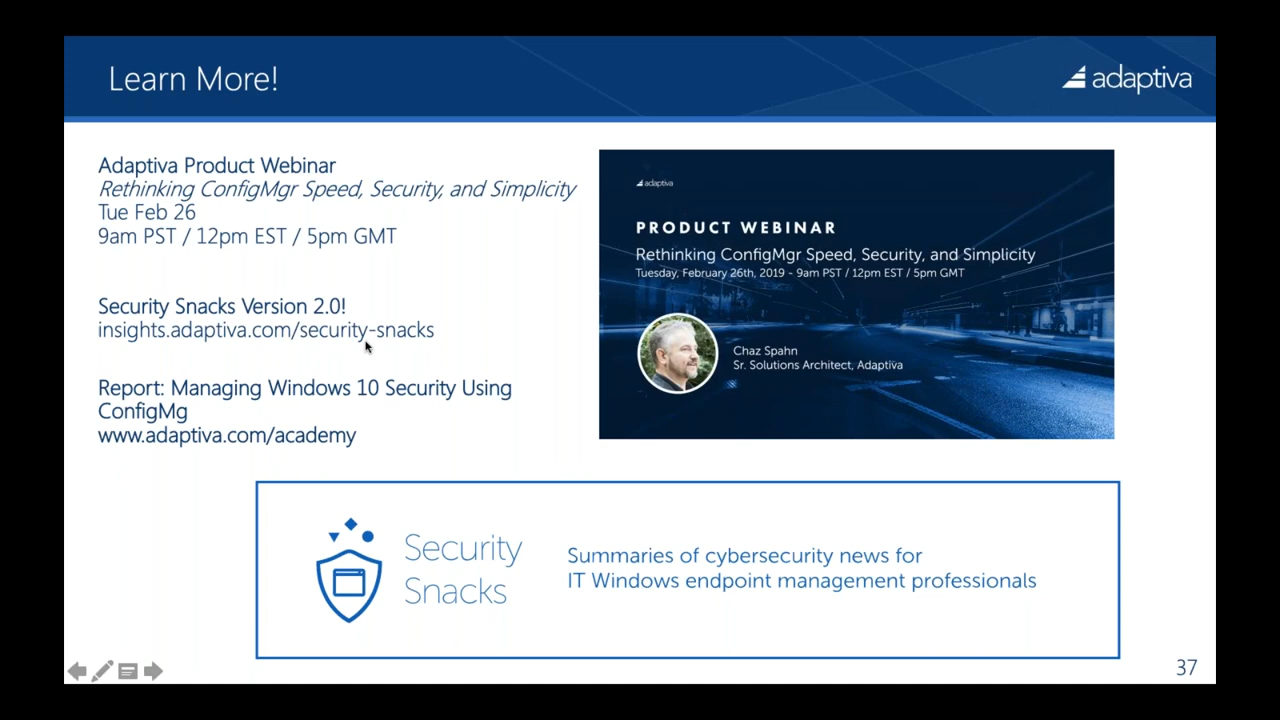 Learn More!
adaptiva
Adaptiva Product Webinar
Rethinking ConfigMgr Speed, Security, and Simplicity
Tue Feb 26
9am PST / 12pm EST / 5pm GMT
Security Snacks Version 2.0!
insights.adaptiva.com/security-snacks
Report: Managing Windows 10 Security Using
ConfigMg
www.adaptiva.com/academy
adaptiva
PRODUCT WEBINAR
Rethinking ConfigMgr Speed, Security, and Simplicity
Tuesday, February 26th, 2019 - 9am PST / 12pm EST / 5pm GMT
Chaz Spahn
Sr. Solutions Architect, Adaptiva
Security
Snacks
Summaries of cybersecurity news for
IT Windows endpoint management professionals
37